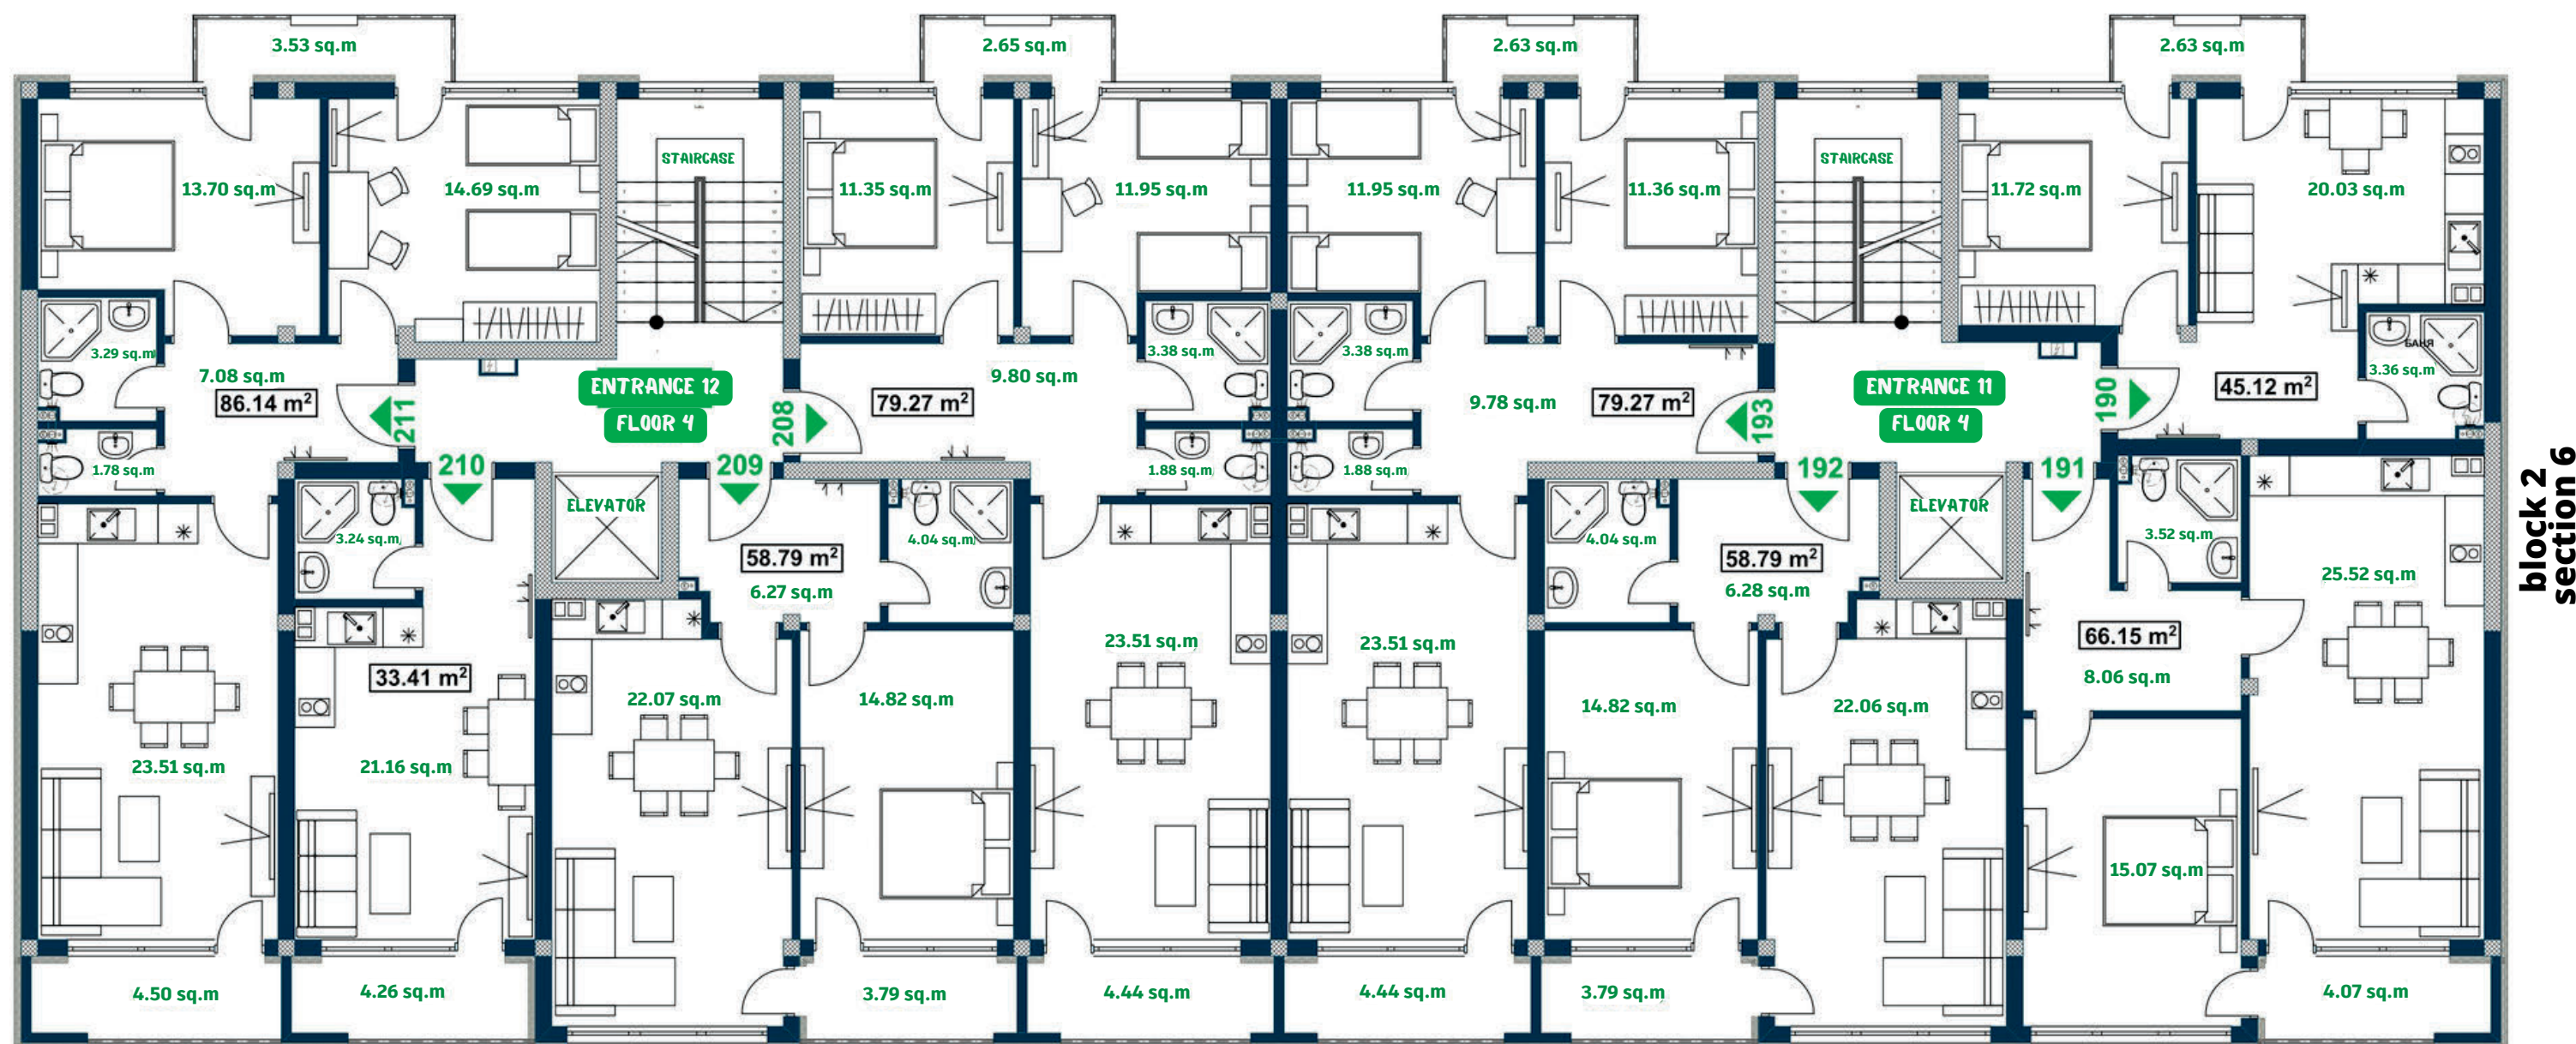 3.53 sq.m
2.65 sq.m
2.63 sq.m
2.63 sq.m
STAIRCASE
STAIRCASE
13.70 sq.m
14.69 sq.m
11.35 sq.m
11.95 sq.m
11.95 sq.m
11.36 sq.m
11.72 sq.m
20.03 sq.m
3.29 sq.m
7.08 sq.m
86.14 m²
211
ENTRANCE 12
FLOOR 4
208
79.27 m²
9.80 sq.m
3.38 sq.m
3.38 sq.m
9.78 sq.m
79.27 m²
193
ENTRANCE 11
FLOOR 4
190
45.12 m²
БАНЯ
3.36 sq.m
1.78 sq.m
210
209
1.88 sq.m
1.88 sq.m
192
191
block 2
section 6
ELEVATOR
ELEVATOR
3.24 sq.m
58.79 m²
6.27 sq.m
4.04 sq.m
4.04 sq.m
58.79 m²
6.28 sq.m
3.52 sq.m
25.52 sq.m
33.41 m²
22.07 sq.m
14.82 sq.m
23.51 sq.m
23.51 sq.m
14.82 sq.m
22.06 sq.m
66.15 m²
8.06 sq.m
23.51 sq.m
21.16 sq.m
15.07 sq.m
4.50 sq.m
4.26 sq.m
3.79 sq.m
4.44 sq.m
4.44 sq.m
3.79 sq.m
4.07 sq.m